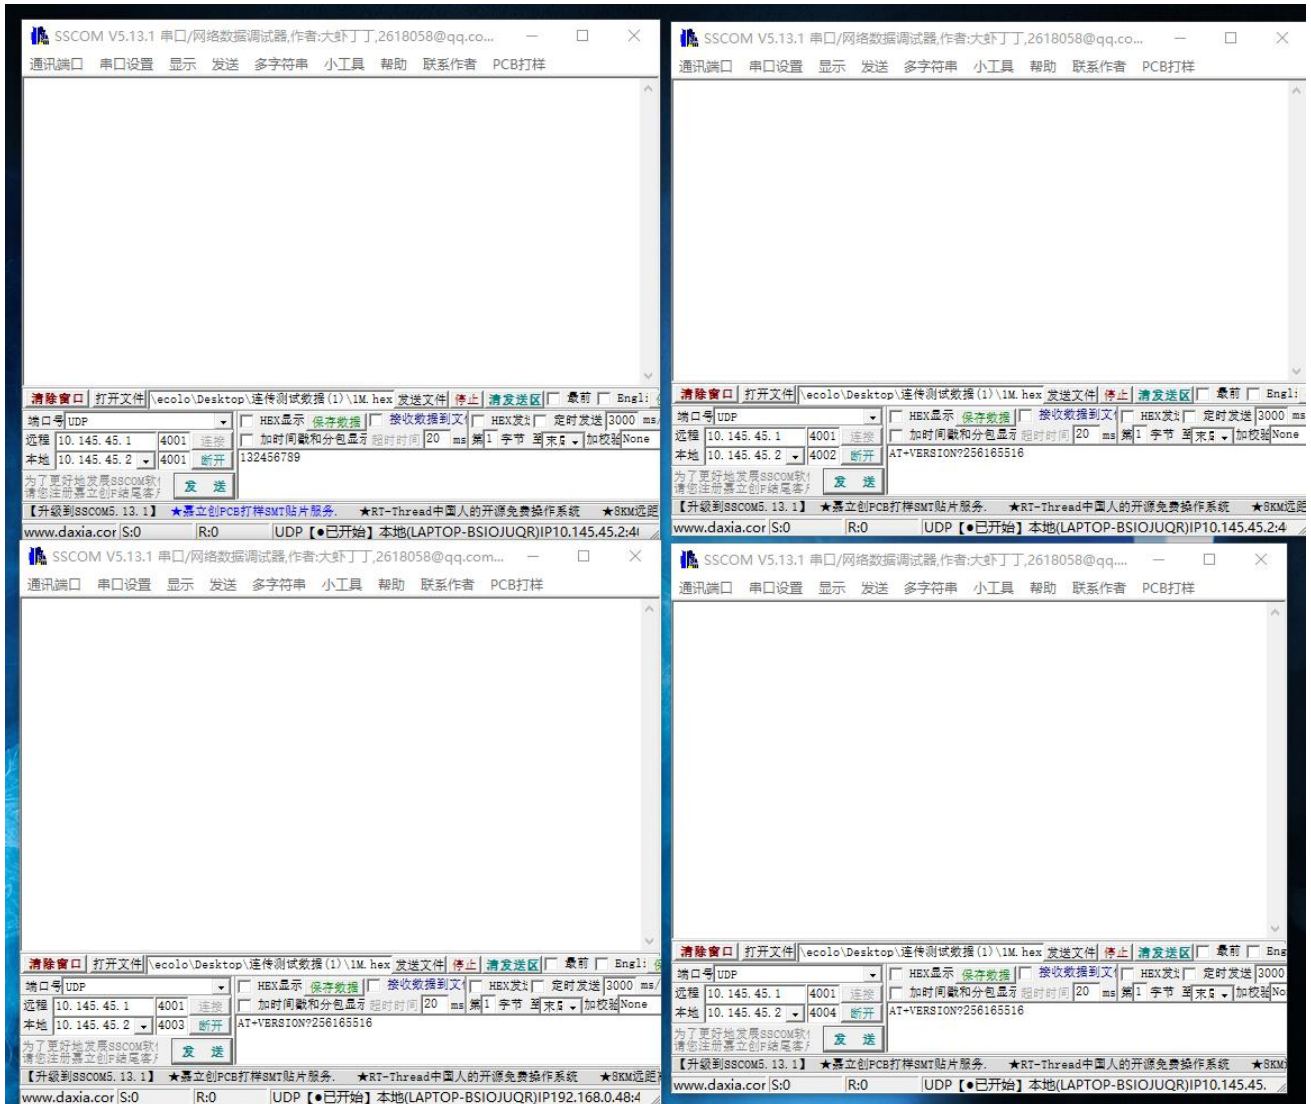 SSCOM V5.13.1 串口/网络数据调试器,作者:大虾丁丁,2618058@qq.co...
通讯端口 串口设置 显示 发送 多字符串 小工具 帮助 联系作者 PCB打样
清除窗口 打开文件 \ecolo\Desktop\连传测试数据(1)\1M.hex 发送文件 停止 清发送区 最前 Engli
端口号 UDP HEX显示 保存数据 接收数据到文 HEX发 定时发送 3000 ms/
远程 10.145.45.1 4001 连接 加时间戳和分包显示 超时时间 20 ms 第1 字节 至 末 加校验 None
本地 10.145.45.2 4001 断开 132456789
为了更好地发展SSCOM软
请您注册嘉立创F结尾客
发 送
【升级到SSCOM5.13.1】 ★嘉立创PCB打样SMT贴片服务. ★RT-Thread中国人的开源免费操作系统 ★8KM远距
www.daxia.cor S:0 R:0 UDP【●已开始】本地(LAPTOP-BSIOJUQR)IP10.145.45.2:4
SSCOM V5.13.1 串口/网络数据调试器,作者:大虾丁丁,2618058@qq.co...
通讯端口 串口设置 显示 发送 多字符串 小工具 帮助 联系作者 PCB打样
清除窗口 打开文件 \ecolo\Desktop\连传测试数据(1)\1M.hex 发送文件 停止 清发送区 最前 Engli
端口号 UDP HEX显示 保存数据 接收数据到文 HEX发 定时发送 3000 ms
远程 10.145.45.1 4001 连接 加时间戳和分包显示 超时时间 20 ms 第1 字节 至 末 加校验 None
本地 10.145.45.2 4002 断开 AT+VERSION?256165516
为了更好地发展SSCOM软
请您注册嘉立创F结尾客
发 送
【升级到SSCOM5.13.1】 ★嘉立创PCB打样SMT贴片服务. ★RT-Thread中国人的开源免费操作系统 ★8KM远距
www.daxia.cor S:0 R:0 UDP【●已开始】本地(LAPTOP-BSIOJUQR)IP10.145.45.2:4
SSCOM V5.13.1 串口/网络数据调试器,作者:大虾丁丁,2618058@qq.com...
通讯端口 串口设置 显示 发送 多字符串 小工具 帮助 联系作者 PCB打样
清除窗口 打开文件 \ecolo\Desktop\连传测试数据(1)\1M.hex 发送文件 停止 清发送区 最前 Engli
端口号 UDP HEX显示 保存数据 接收数据到文 HEX发 定时发送 3000 ms/
远程 10.145.45.1 4001 连接 加时间戳和分包显示 超时时间 20 ms 第1 字节 至 末 加校验 None
本地 10.145.45.2 4003 断开 AT+VERSION?256165516
为了更好地发展SSCOM软
请您注册嘉立创F结尾客
发 送
【升级到SSCOM5.13.1】 ★嘉立创PCB打样SMT贴片服务. ★RT-Thread中国人的开源免费操作系统 ★8KM远距
www.daxia.cor S:0 R:0 UDP【●已开始】本地(LAPTOP-BSIOJUQR)IP192.168.0.48:4
SSCOM V5.13.1 串口/网络数据调试器,作者:大虾丁丁,2618058@qq....
通讯端口 串口设置 显示 发送 多字符串 小工具 帮助 联系作者 PCB打样
清除窗口 打开文件 \ecolo\Desktop\连传测试数据(1)\1M.hex 发送文件 停止 清发送区 最前 Eng
端口号 UDP HEX显示 保存数据 接收数据到文 HEX发 定时发送 3000
远程 10.145.45.1 4001 连接 加时间戳和分包显示 超时时间 20 ms 第1 字节 至 末 加校验 No
本地 10.145.45.2 4004 断开 AT+VERSION?256165516
为了更好地发展SSCOM软
请您注册嘉立创F结尾客
发 送
【升级到SSCOM5.13.1】 ★嘉立创PCB打样SMT贴片服务. ★RT-Thread中国人的开源免费操作系统 ★8KM
www.daxia.cor S:0 R:0 UDP【●已开始】本地(LAPTOP-BSIOJUQR)IP10.145.45.